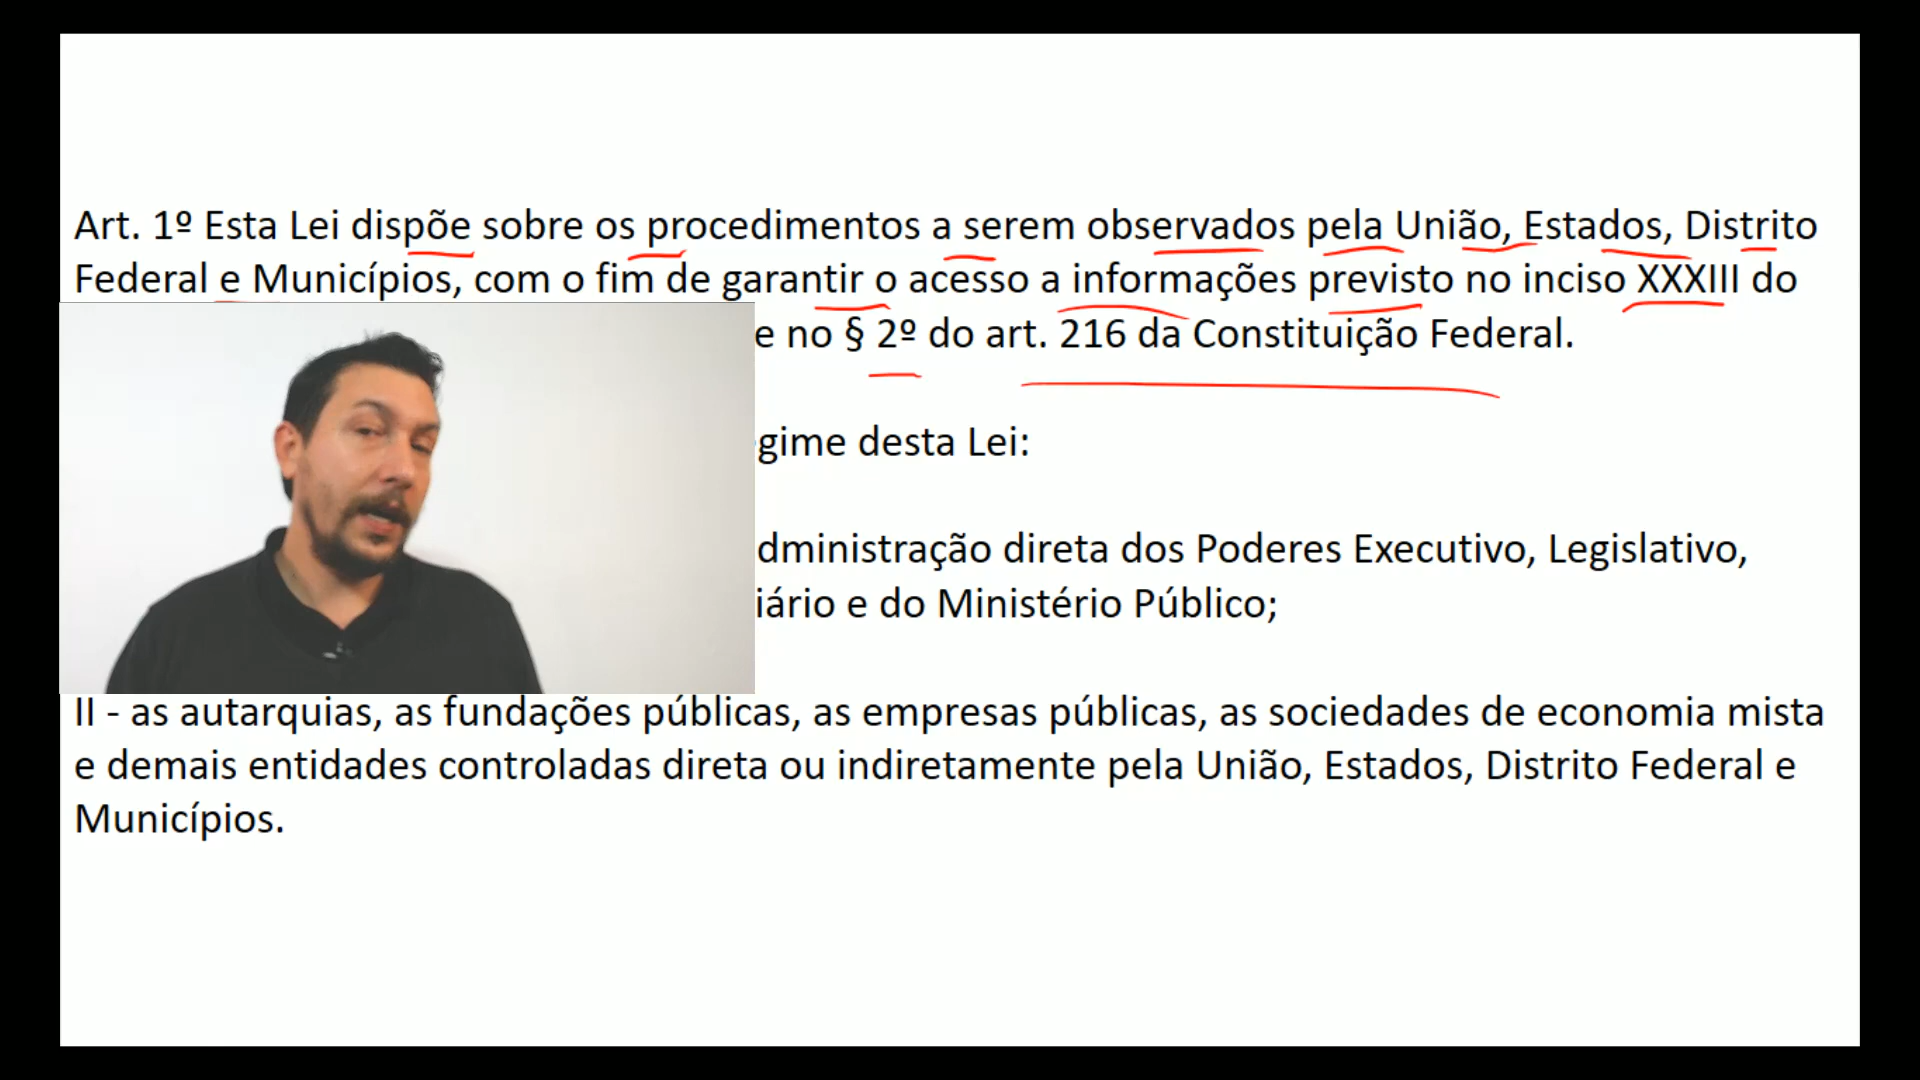 Art. 1º Esta Lei dispõe sobre os procedimentos a serem observados pela União, Estados, Distrito
Federal e Municípios, com o fim de garantir o acesso a informações previsto no inciso XXXIII do
e no § 2º do art. 216 da Constituição Federal.
desta Lei:
direta dos Poderes Executivo, Legislativo,
e do Ministério Público;
II - as autarquias, as fundações públicas, as empresas públicas, as sociedades de economia mista
e demais entidades controladas direta ou indiretamente pela União, Estados, Distrito Federal e
Municípios.